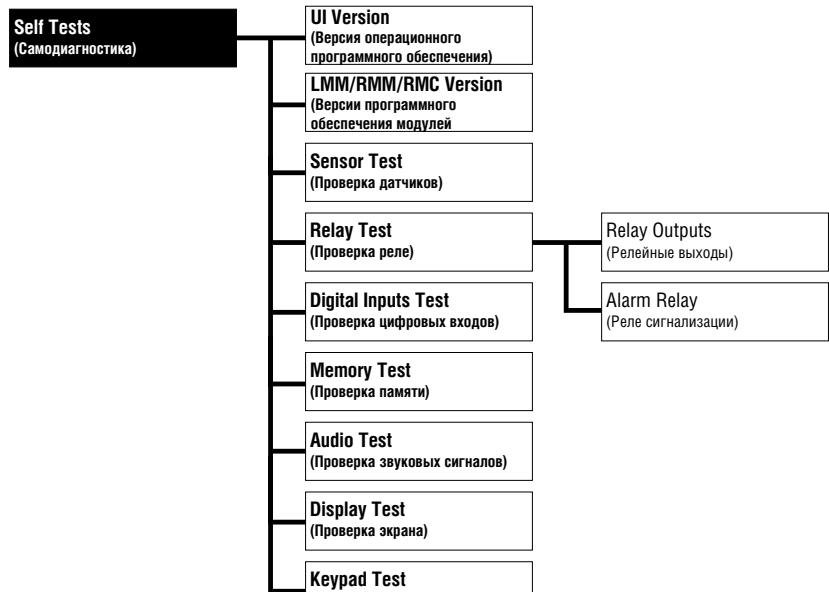 Self Tests
(Самодиагностика)
UI Version
(Версия операционного
программного обеспечения)
LMM/RMM/RMC Version
(Версии программного
обеспечения модулей
Sensor Test
(Проверка датчиков)
Relay Test
(Проверка реле)
Relay Outputs
(Релейные выходы)
Alarm Relay
(Реле сигнализации)
Digital Inputs Test
(Проверка цифровых входов)
Memory Test
(Проверка памяти)
Audio Test
(Проверка звуковых сигналов)
Display Test
(Проверка экрана)
Keypad Test